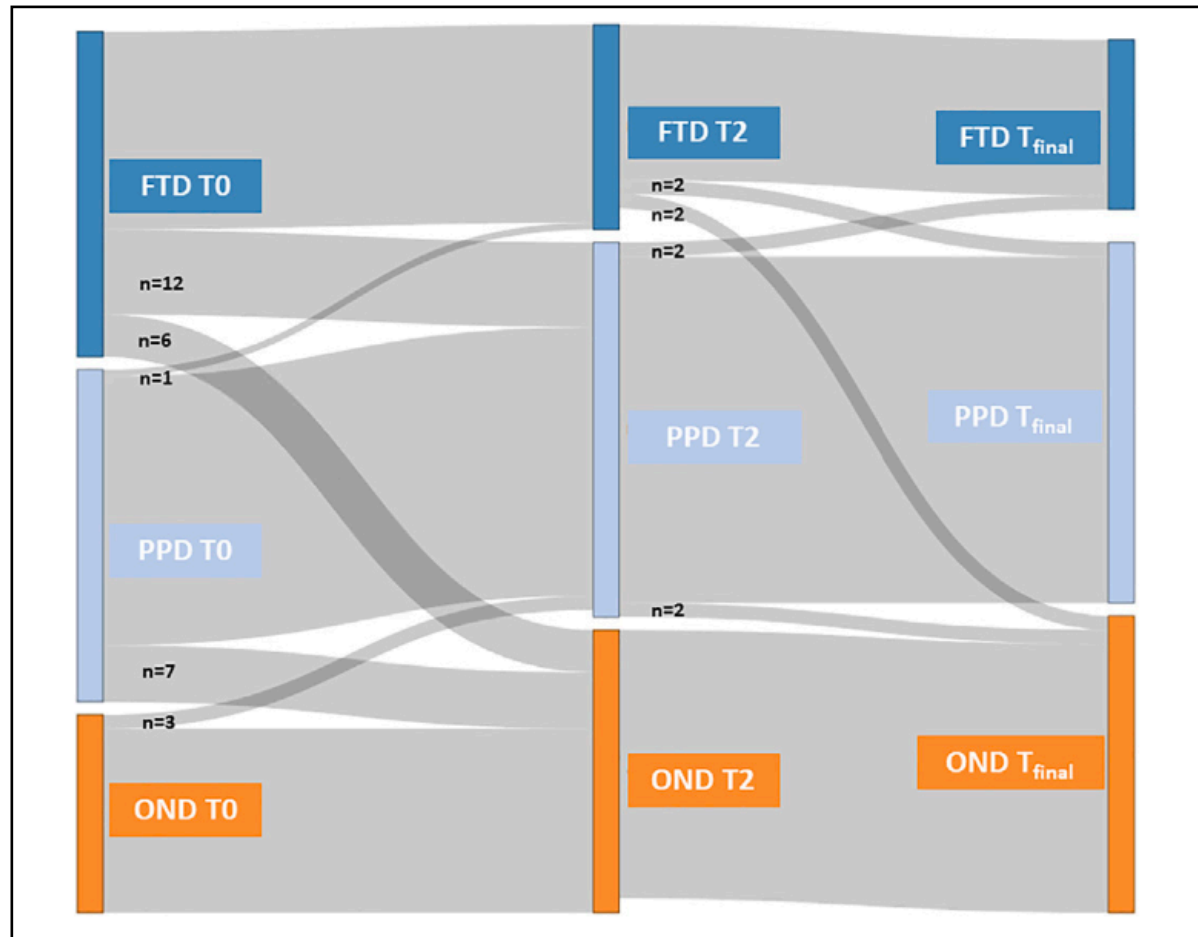 FTD T0
n=12
n=6
n=1
PPD T0
n=7
n=3
OND T0
FTD T2
n=2
n=2
n=2
PPD T2
n=2
OND T2
FTD Tfinal
PPD Tfinal
OND Tfinal